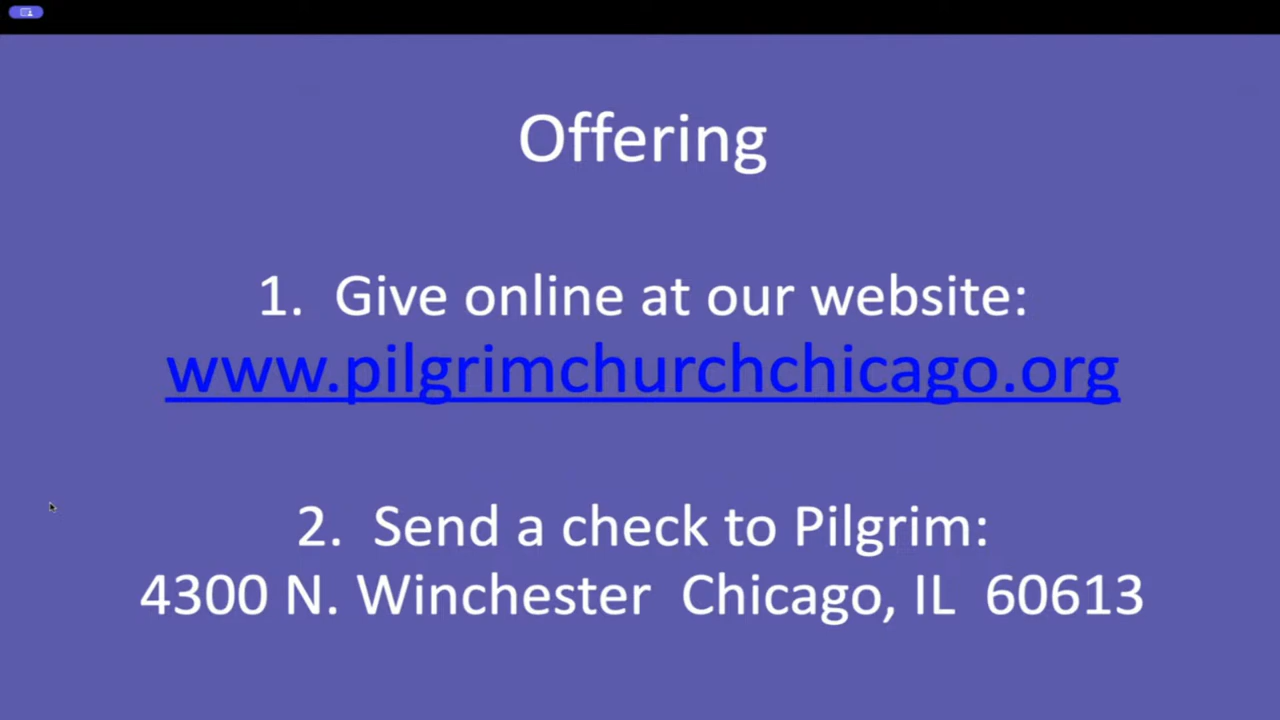 Offering
1. Give online at our website:
www.pilgrimchurchchicago.org
2. Send a check to Pilgrim:
4300 N. Winchester Chicago, IL 60613